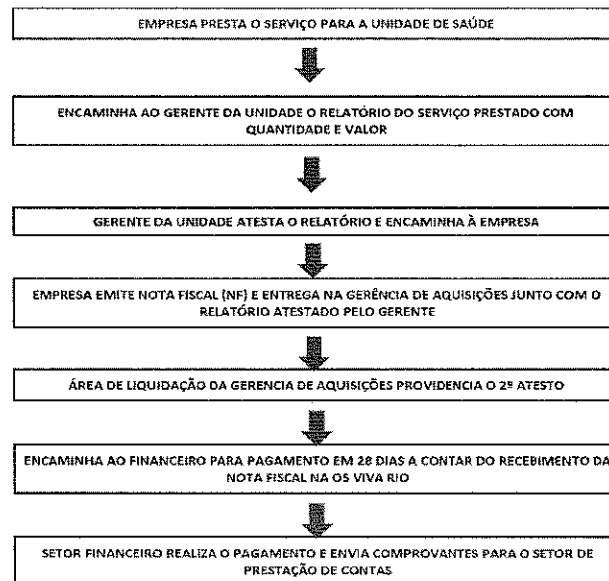 EMPRESA PRESTA O SERVIÇO PARA A UNIDADE DE SAÚDE
ENCAMINHA AO GERENTE DA UNIDADE O RELATÓRIO DO SERVIÇO PRESTADO COM
QUANTIDADE E VALOR
GERENTE DA UNIDADE ATESTA O RELATÓRIO E ENCAMINHA À EMPRESA
EMPRESA EMITE NOTA FISCAL (NF) E ENTREGA NA GERÊNCIA DE AQUISIÇÕES JUNTO COM O
RELATÓRIO ATESTADO PELO GERENTE
ÁREA DE LIQUIDAÇÃO DA GERENCIA DE AQUISIÇÕES PROVIDENCIA O 2º ATESTO
ENCAMINHA AO FINANCEIRO PARA PAGAMENTO EM 28 DIAS A CONTAR DO RECEBIMENTO DA
NOTA FISCAL NA OS VIVA RIO
SETOR FINANCEIRO REALIZA O PAGAMENTO E ENVIA COMPROVANTES PARA O SETOR DE
PRESTAÇÃO DE CONTAS